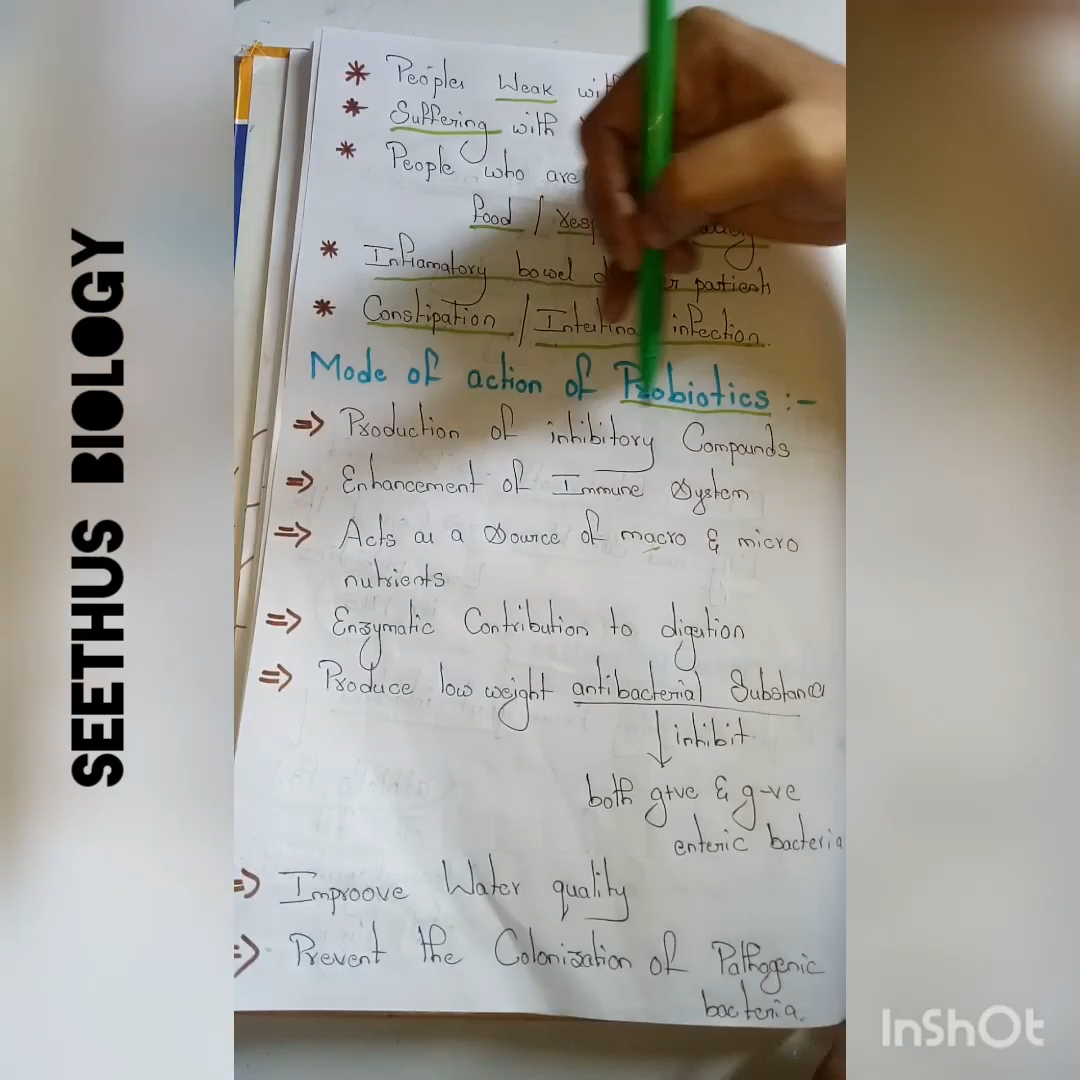 SEETHUS BIOLOGY
* Peoples Weak
* Suffering with
* People who are
food /
* Inflamatory bowel patient
* Constipation / infection.
Mode of action of Probiotics :-
=> Production of inhibitory Compounds
=> Enhancement of Immune System
=> Acts as a Source of macro & micro
nutrients
=> Enzymatic Contribution to digestion
=> Produce low weight antibacterial Substance
↓ inhibit
both g+ve & g-ve
enteric bacteria
=> Improove Water quality
=> Prevent the Colonization of Pathogenic
bacteria.
InShOt